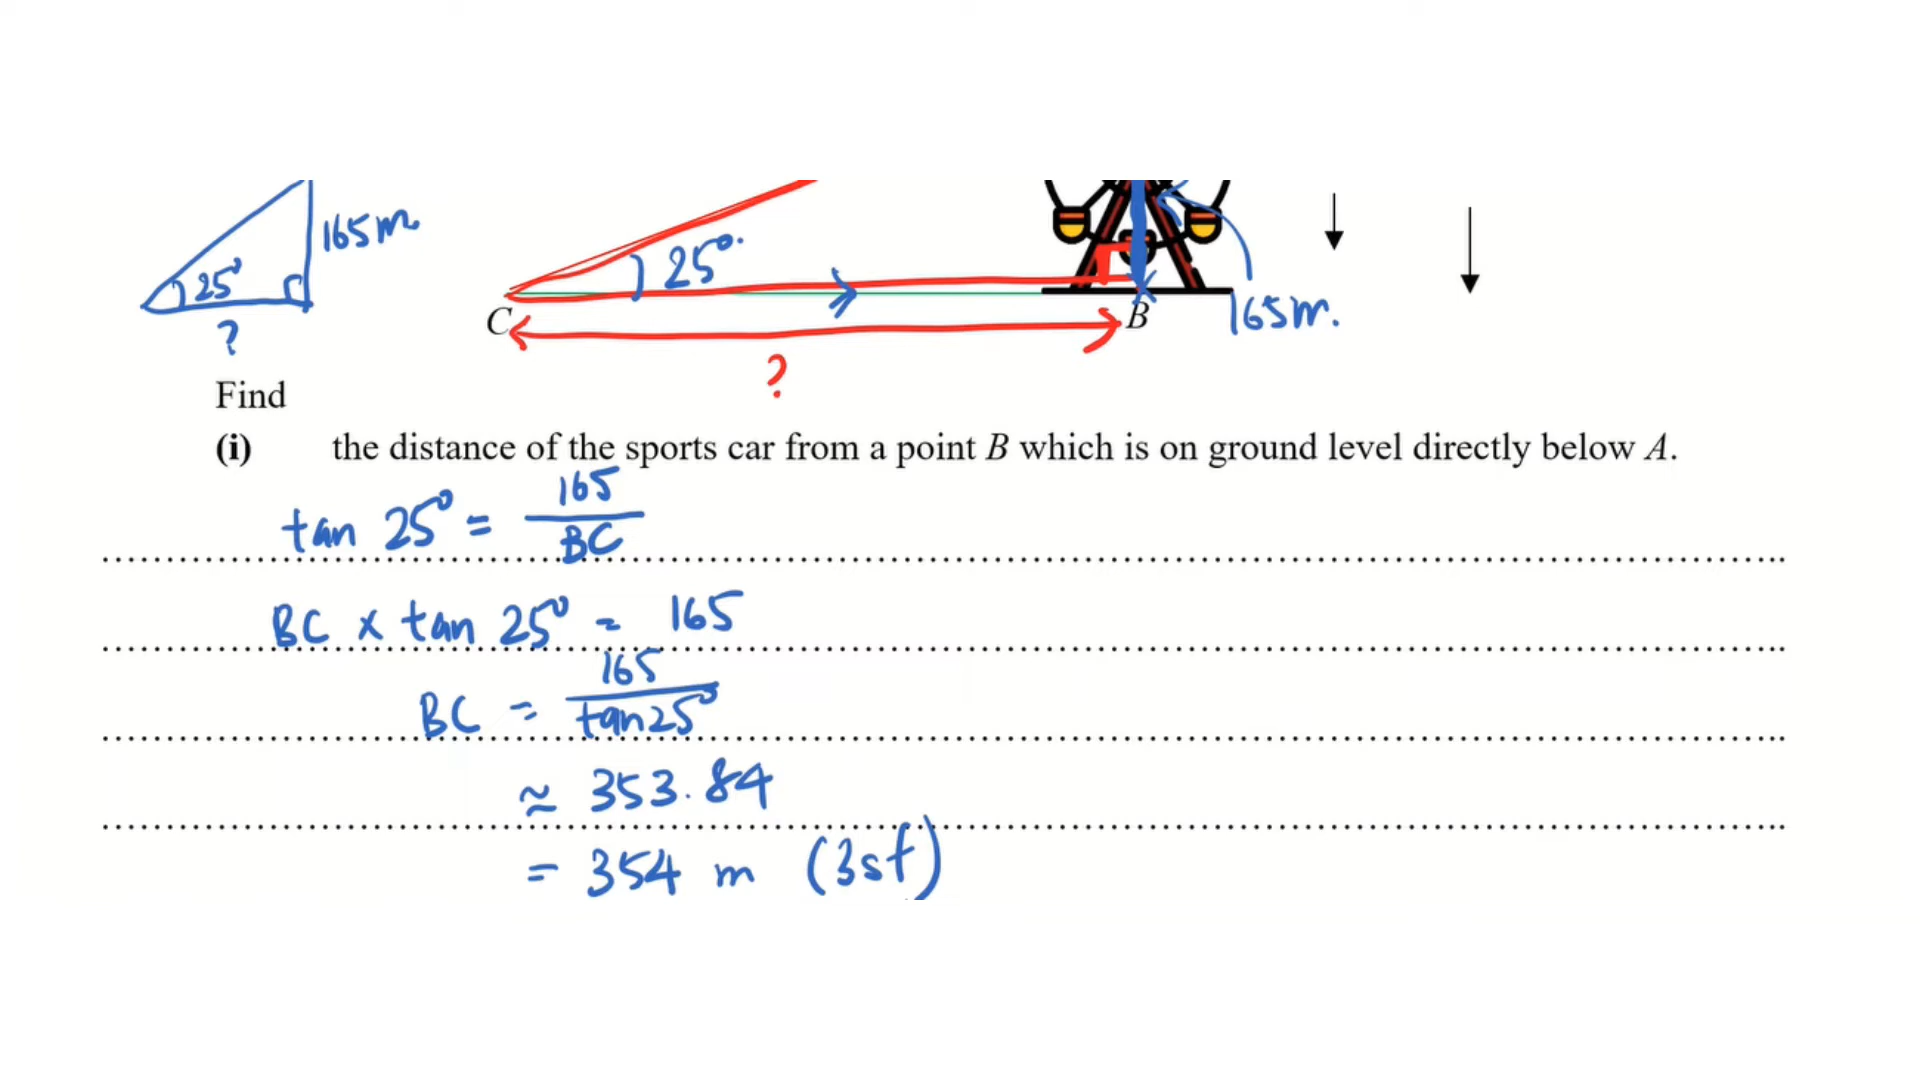 165m
25°
?
25°.
C
B
165m.
?
Find
(i) the distance of the sports car from a point B which is on ground level directly below A.
tan 25° = 165/BC
BC × tan 25° = 165
BC = 165/tan25°
≈ 353.84
= 354 m (3sf)